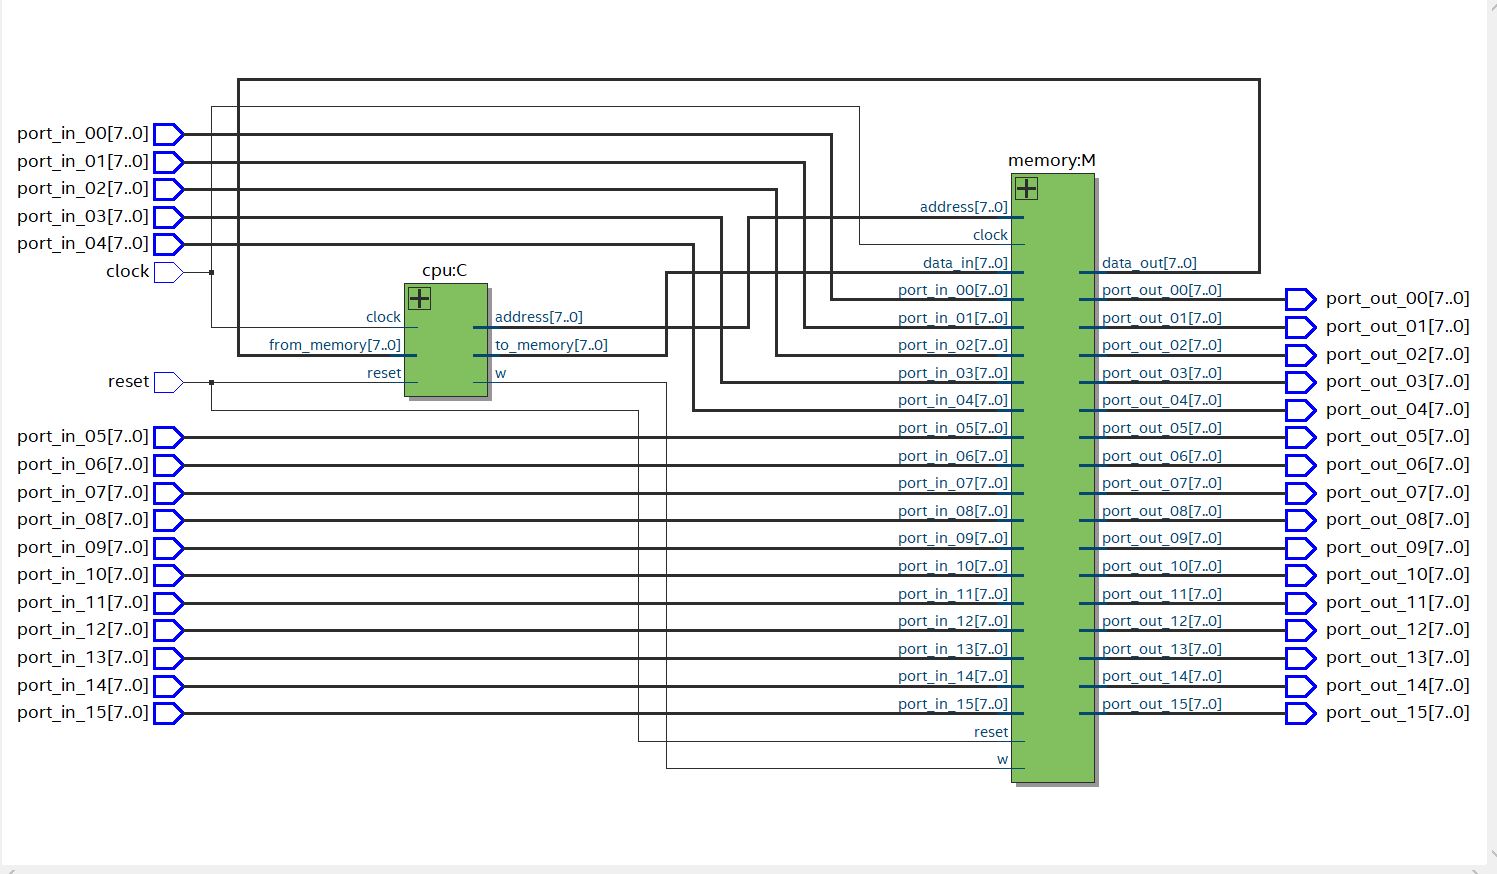 port_in_00[7..0]
port_in_01[7..0]
port_in_02[7..0]
port_in_03[7..0]
port_in_04[7..0]
clock
reset
port_in_05[7..0]
port_in_06[7..0]
port_in_07[7..0]
port_in_08[7..0]
port_in_09[7..0]
port_in_10[7..0]
port_in_11[7..0]
port_in_12[7..0]
port_in_13[7..0]
port_in_14[7..0]
port_in_15[7..0]
cpu:C
clock
from_memory[7..0]
reset
address[7..0]
to_memory[7..0]
w
memory:M
address[7..0]
clock
data_in[7..0]
port_in_00[7..0]
port_in_01[7..0]
port_in_02[7..0]
port_in_03[7..0]
port_in_04[7..0]
port_in_05[7..0]
port_in_06[7..0]
port_in_07[7..0]
port_in_08[7..0]
port_in_09[7..0]
port_in_10[7..0]
port_in_11[7..0]
port_in_12[7..0]
port_in_13[7..0]
port_in_14[7..0]
port_in_15[7..0]
reset
w
data_out[7..0]
port_out_00[7..0]
port_out_01[7..0]
port_out_02[7..0]
port_out_03[7..0]
port_out_04[7..0]
port_out_05[7..0]
port_out_06[7..0]
port_out_07[7..0]
port_out_08[7..0]
port_out_09[7..0]
port_out_10[7..0]
port_out_11[7..0]
port_out_12[7..0]
port_out_13[7..0]
port_out_14[7..0]
port_out_15[7..0]
port_out_00[7..0]
port_out_01[7..0]
port_out_02[7..0]
port_out_03[7..0]
port_out_04[7..0]
port_out_05[7..0]
port_out_06[7..0]
port_out_07[7..0]
port_out_08[7..0]
port_out_09[7..0]
port_out_10[7..0]
port_out_11[7..0]
port_out_12[7..0]
port_out_13[7..0]
port_out_14[7..0]
port_out_15[7..0]